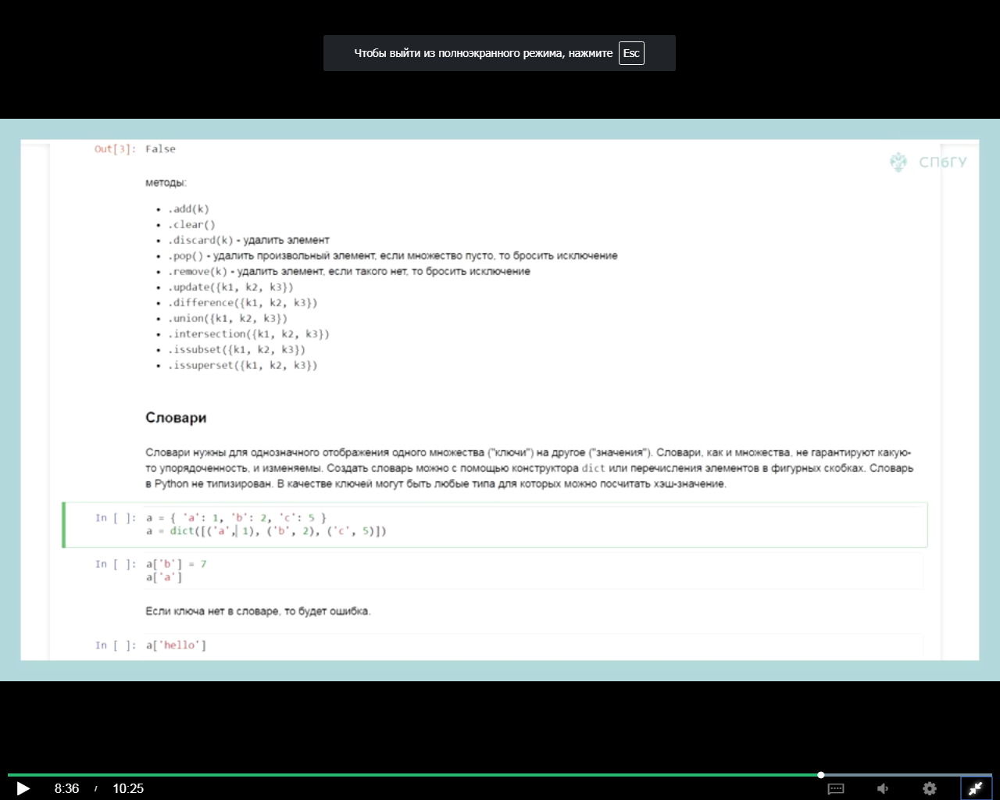 Чтобы выйти из полноэкранного режима, нажмите Esc
Out[3]: False
СПбГУ
методы:
• .add(k)
• .clear()
• .discard(k) - удалить элемент
• .pop() - удалить произвольный элемент, если множество пусто, то бросить исключение
• .remove(k) - удалить элемент, если такого нет, то бросить исключение
• .update({k1, k2, k3})
• .difference({k1, k2, k3})
• .union({k1, k2, k3})
• .intersection({k1, k2, k3})
• .issubset({k1, k2, k3})
• .issuperset({k1, k2, k3})
Словари
Словари нужны для однозначного отображения одного множества ("ключи") на другое ("значения"). Словари, как и множества, не гарантируют какую-
то упорядоченность, и изменяемы. Создать словарь можно с помощью конструктора dict или перечисления элементов в фигурных скобках. Словарь
в Python не типизирован. В качестве ключей могут быть любые типа для которых можно посчитать хэш-значение.
In [ ]: a = { 'a': 1, 'b': 2, 'c': 5 }
a = dict([('a', 1), ('b', 2), ('c', 5)])
In [ ]: a['b'] = 7
a['a']
Если ключа нет в словаре, то будет ошибка.
In [ ]: a['hello']
8:36 / 10:25